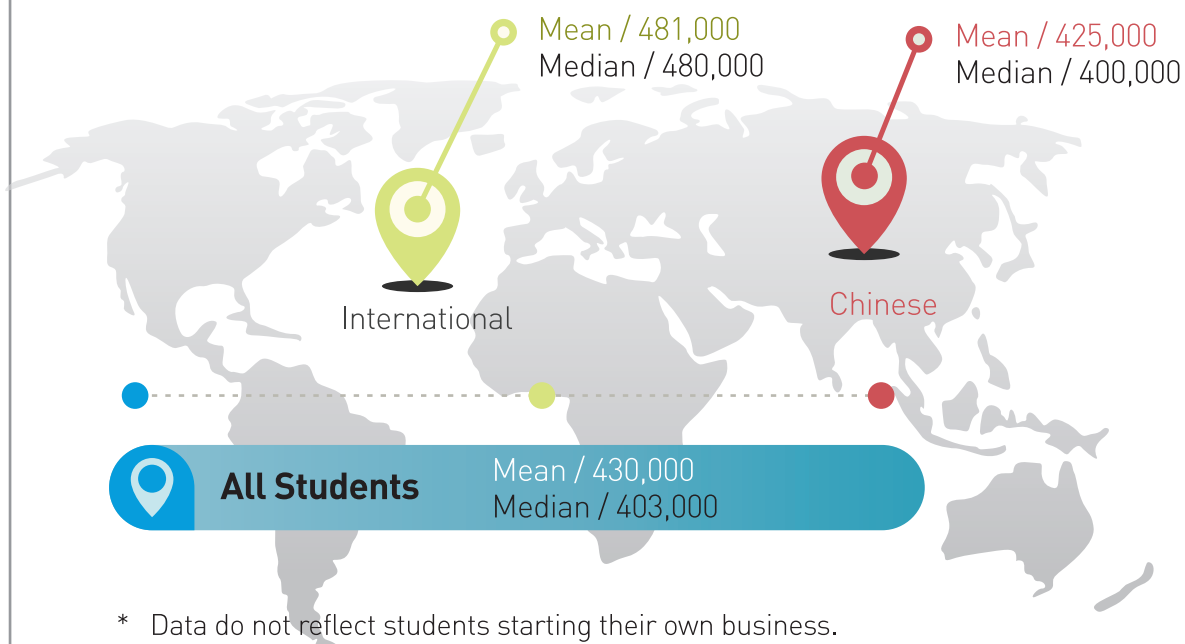 Mean / 481,000
Median / 480,000
Mean / 425,000
Median / 400,000
International
Chinese
All Students
Mean / 430,000
Median / 403,000
* Data do not reflect students starting their own business.